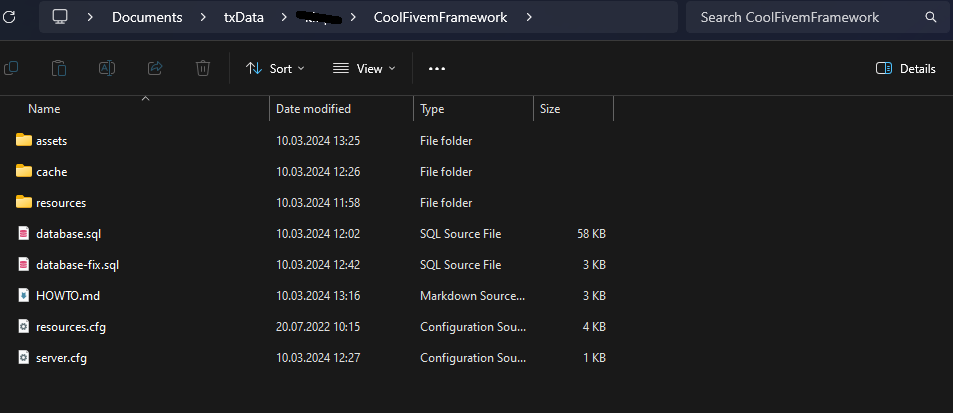 Documents > txData > > CoolFivemFramework >
Search CoolFivemFramework
Sort View ••• Details
Name Date modified Type Size
assets 10.03.2024 13:25 File folder
cache 10.03.2024 12:26 File folder
resources 10.03.2024 11:58 File folder
database.sql 10.03.2024 12:02 SQL Source File 58 KB
database-fix.sql 10.03.2024 12:42 SQL Source File 3 KB
HOWTO.md 10.03.2024 13:16 Markdown Source... 3 KB
resources.cfg 20.07.2022 10:15 Configuration Sou... 4 KB
server.cfg 10.03.2024 12:27 Configuration Sou... 1 KB